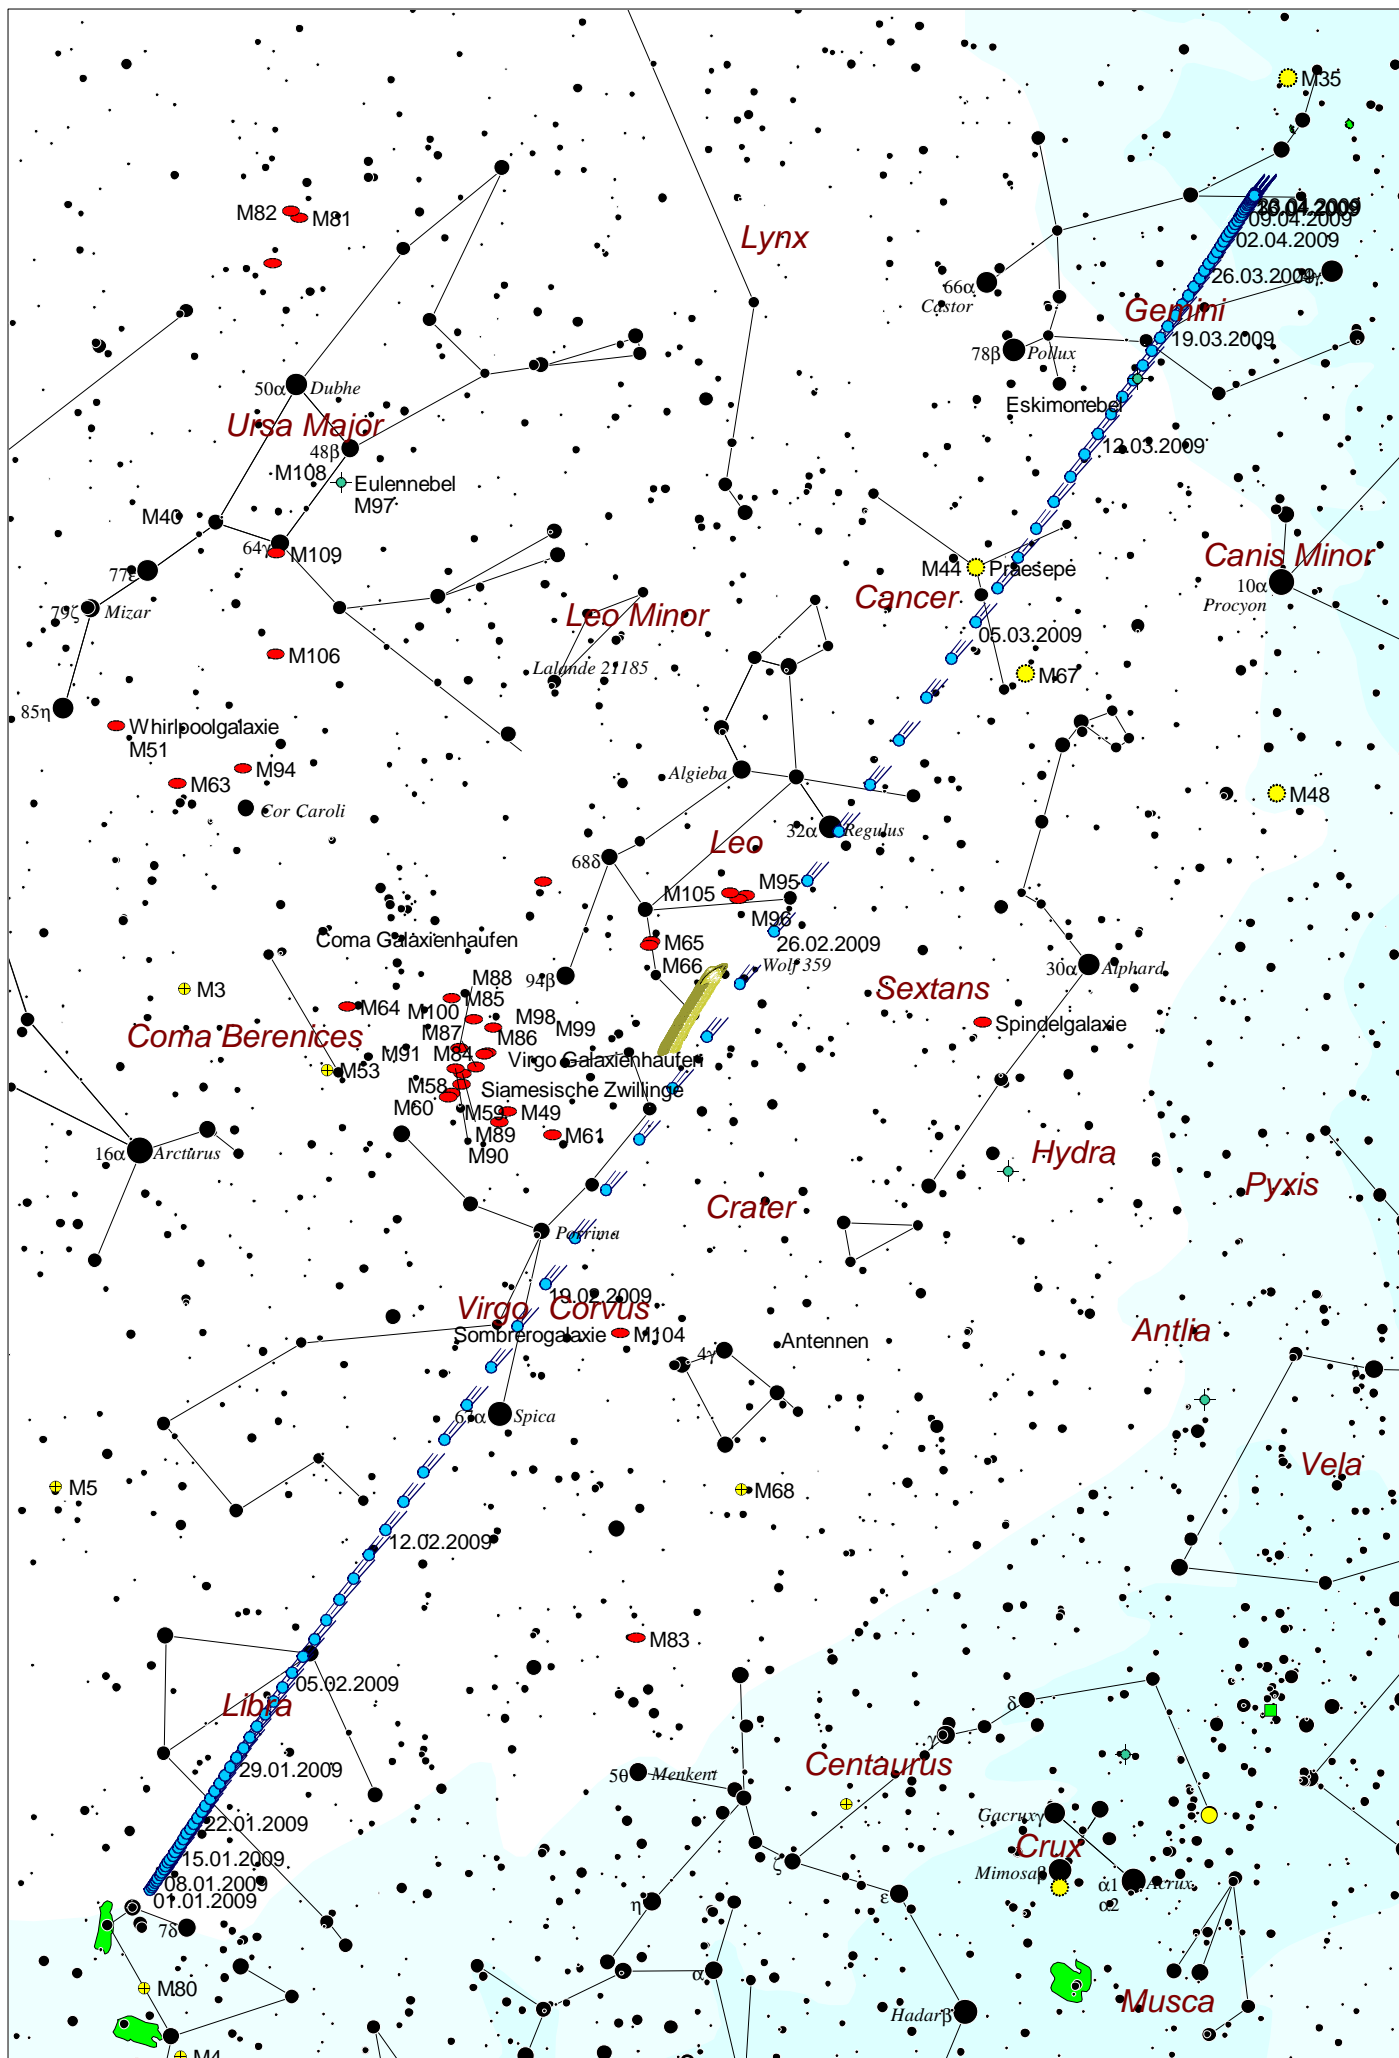 M35
M82
M81
Lynx
09.04.2009
02.04.2009
26.03.2009
66α
Castor
Gemini
19.03.2009
78β
Pollux
50α
Dubhe
Eskimonebel
Ursa Major
48β
12.03.2009
M108
Eulennebel
M97
M40
64γ
M109
M44
Praesepe
Canis Minor
77ε
10α
Procyon
79ζ
Mizar
Leo Minor
Cancer
05.03.2009
M106
Lalande 21185
M67
85η
Whirlpoolgalaxie
M51
M94
Algieba
M63
M48
Cor Caroli
32α
Regulus
Leo
68δ
M105
M95
M96
Coma Galaxienhaufen
M65
26.02.2009
M66
Wolf 359
30α
Alphard
94β
M88
M3
M85
Sextans
M64
M100
M98
Spindelgalaxie
Coma Berenices
M87
M99
M86
M91
M84
Virgo Galaxienhaufen
M53
M58
Siamesische Zwillinge
M60
M59
M49
M89
M61
M90
16α
Arcturus
Hydra
Pyxis
Crater
Porrima
19.02.2009
Virgo
Corvus
Sombrerogalaxie
M104
Antennen
Antlia
4γ
67α
Spica
Vela
M5
M68
12.02.2009
M83
05.02.2009
Libra
δ
γ
29.01.2009
5θ
Menkent
Centaurus
22.01.2009
Gacruxγ
Crux
15.01.2009
ζ
Mimosaβ
08.01.2009
α1
Acrux
01.01.2009
η
ε
α2
7δ
α
M80
Hadarβ
Musca
M4